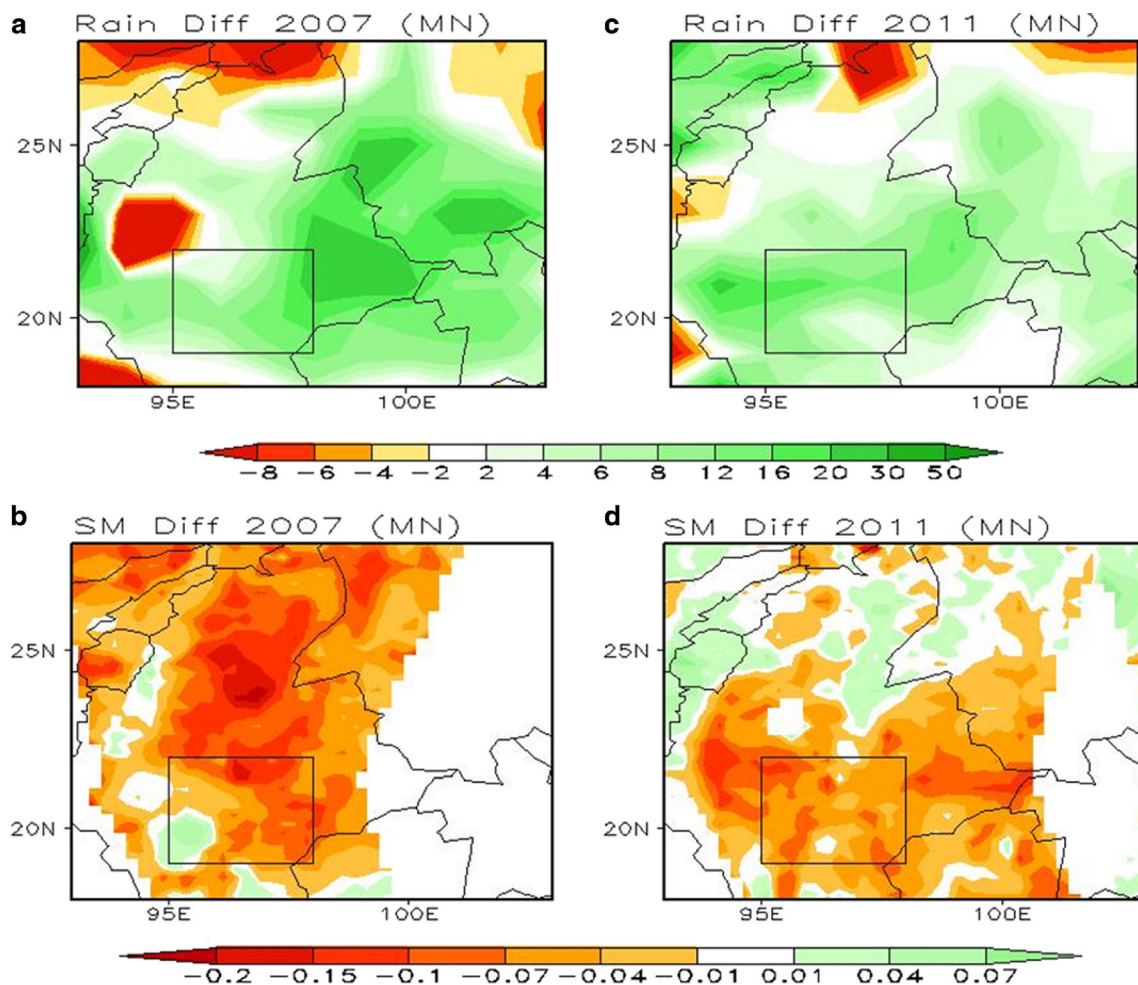 a Rain Diff 2007 (MN)
25N
20N
95E 100E
c Rain Diff 2011 (MN)
25N
20N
95E 100E
-8 -6 -4 -2 2 4 6 8 12 16 20 30 50
b SM Diff 2007 (MN)
25N
20N
95E 100E
d SM Diff 2011 (MN)
25N
20N
95E 100E
-0.2 -0.15 -0.1 -0.07 -0.04 -0.01 0.01 0.04 0.07